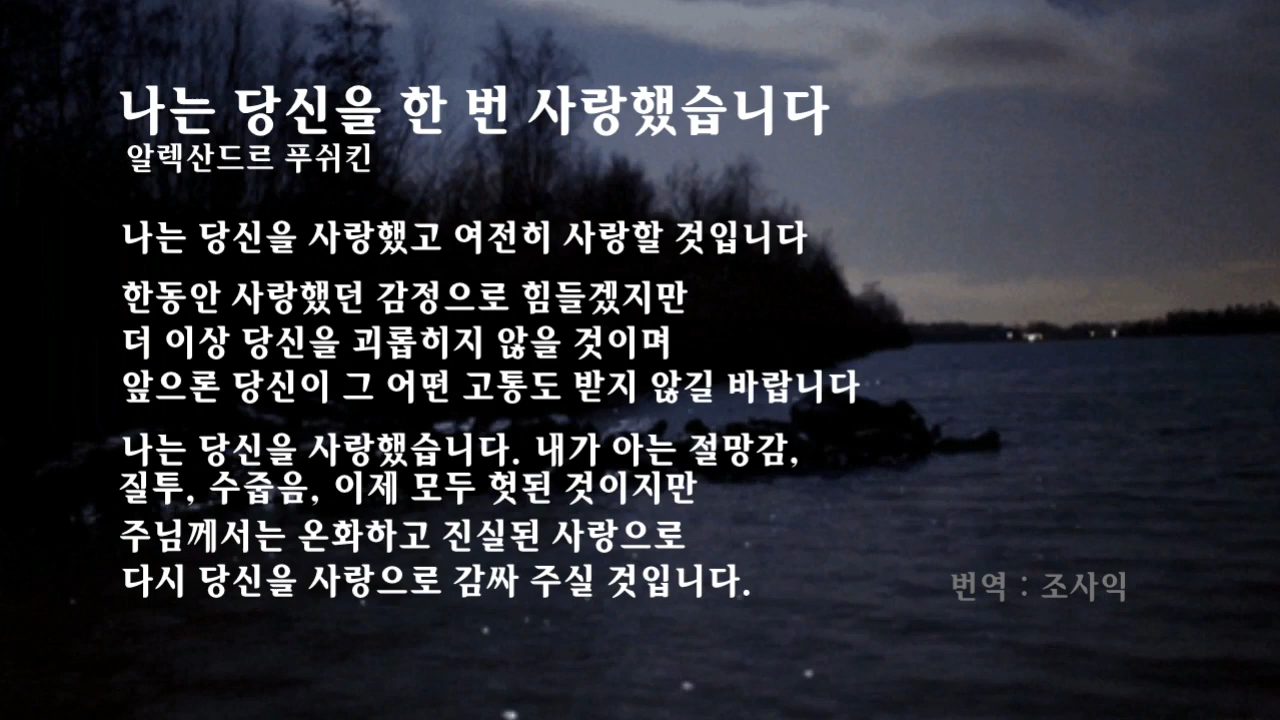 나는 당신을 한 번 사랑했습니다
알렉산드르 푸쉬킨
나는 당신을 사랑했고 여전히 사랑할 것입니다
한동안 사랑했던 감정으로 힘들겠지만
더 이상 당신을 괴롭히지 않을 것이며
앞으론 당신이 그 어떤 고통도 받지 않길 바랍니다
나는 당신을 사랑했습니다. 내가 아는 절망감,
질투, 수줍음, 이제 모두 헛된 것이지만
주님께서는 온화하고 진실된 사랑으로
다시 당신을 사랑으로 감싸 주실 것입니다.
번역 : 조사익